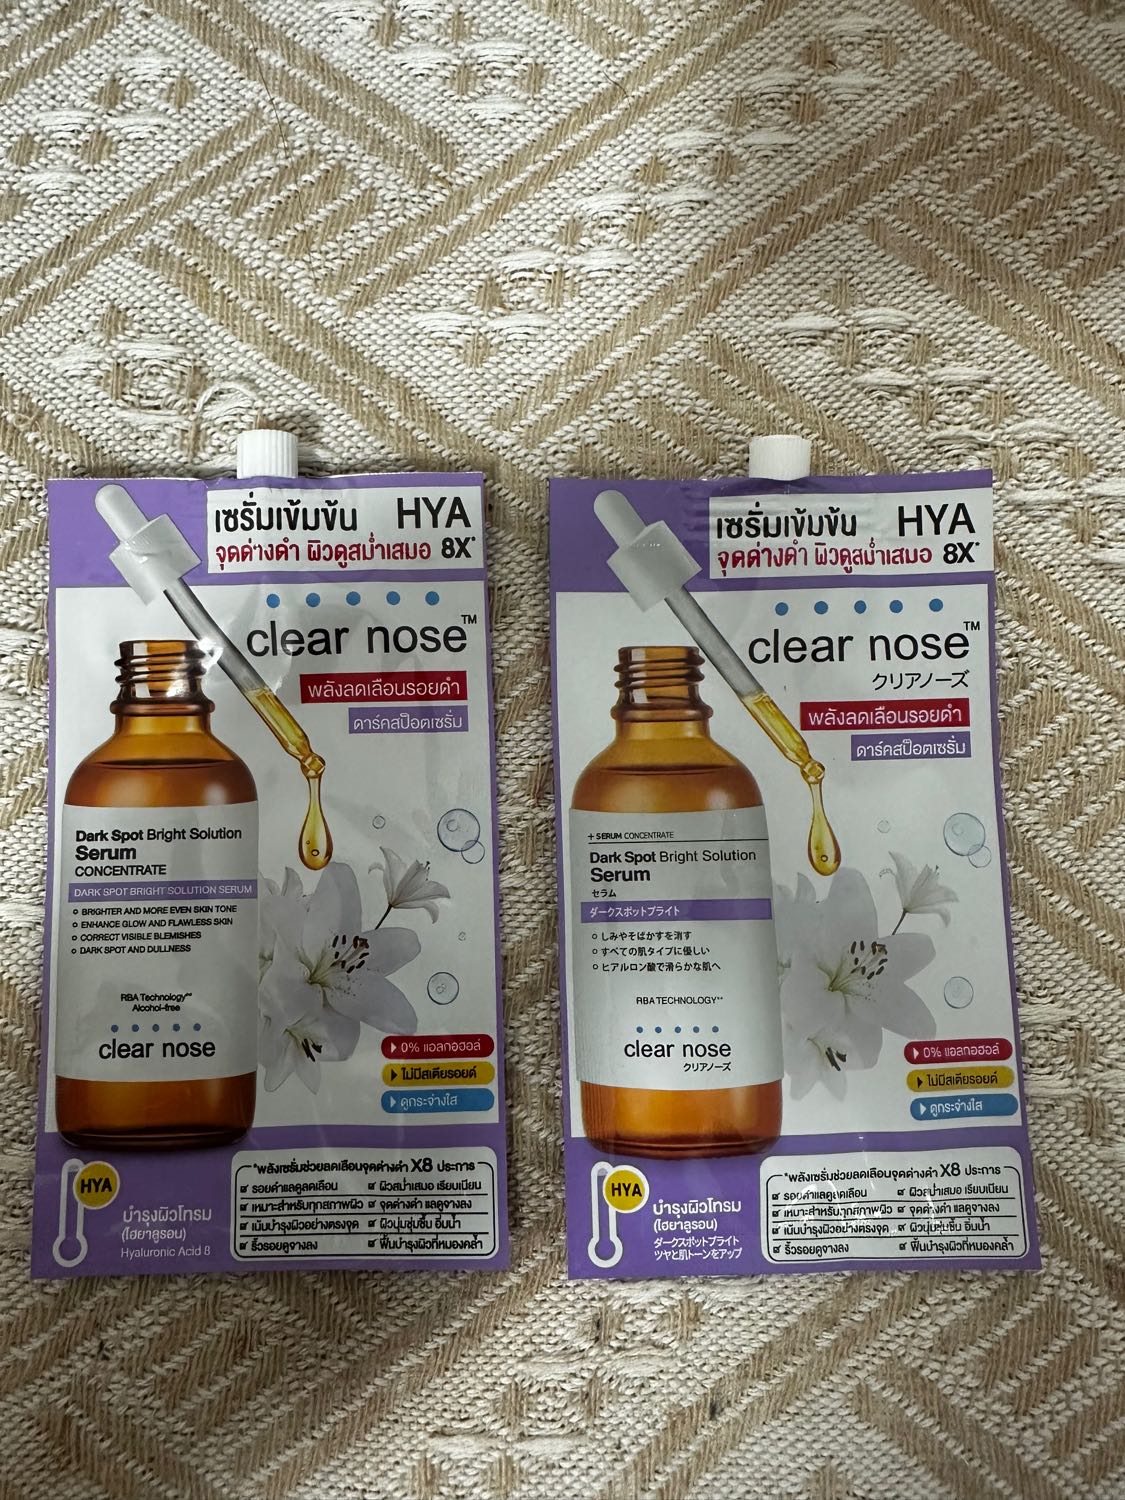 เซรั่มเข้มข้น HYA
จุดด่างดำ ผิวดูสม่ำเสมอ 8X*
clear nose™
พลังลดเลือนรอยดำ
ดาร์คสป็อตเซรั่ม
Dark Spot Bright Solution
Serum
CONCENTRATE
DARK SPOT BRIGHT SOLUTION SERUM
BRIGHTER AND MORE EVEN SKIN TONE
ENHANCE GLOW AND FLAWLESS SKIN
CORRECT VISIBLE BLEMISHES
DARK SPOT AND DULLNESS
RBA Technology**
Alcohol-free
clear nose
0% แอลกอฮอล์
ไม่มีสเตียรอยด์
ดูกระจ่างใส
HYA
บำรุงผิวโทรม
(ไฮยาลูรอน)
Hyaluronic Acid 8
*พลังเซรั่มช่วยลดเลือนจุดด่างดำ X8 ประการ
รอยดำแลดูลดเลือน ผิวสม่ำเสมอ เรียบเนียน
เหมาะสำหรับทุกสภาพผิว จุดด่างดำ แลดูจางลง
เน้นบำรุงผิวอย่างตรงจุด ผิวนุ่มชุ่มชื้น อิ่มน้ำ
ริ้วรอยดูจางลง ฟื้นบำรุงผิวที่หมองคล้ำ
เซรั่มเข้มข้น HYA
จุดด่างดำ ผิวดูสม่ำเสมอ 8X*
clear nose™
クリアノーズ
พลังลดเลือนรอยดำ
ดาร์คสป็อตเซรั่ม
+ SERUM CONCENTRATE
Dark Spot Bright Solution
Serum
セラム
ダークスポットブライト
しみやそばかすを消す
すべての肌タイプに優しい
ヒアルロン酸で滑らかな肌へ
RBA TECHNOLOGY**
clear nose
クリアノーズ
0% แอลกอฮอล์
ไม่มีสเตียรอยด์
ดูกระจ่างใส
HYA
บำรุงผิวโทรม
(ไฮยาลูรอน)
ダークスポットブライト
ツヤと肌トーンをアップ
*พลังเซรั่มช่วยลดเลือนจุดด่างดำ X8 ประการ
รอยดำแลดูลดเลือน ผิวสม่ำเสมอ เรียบเนียน
เหมาะสำหรับทุกสภาพผิว จุดด่างดำ แลดูจางลง
เน้นบำรุงผิวอย่างตรงจุด ผิวนุ่มชุ่มชื้น อิ่มน้ำ
ริ้วรอยดูจางลง ฟื้นบำรุงผิวที่หมองคล้ำ